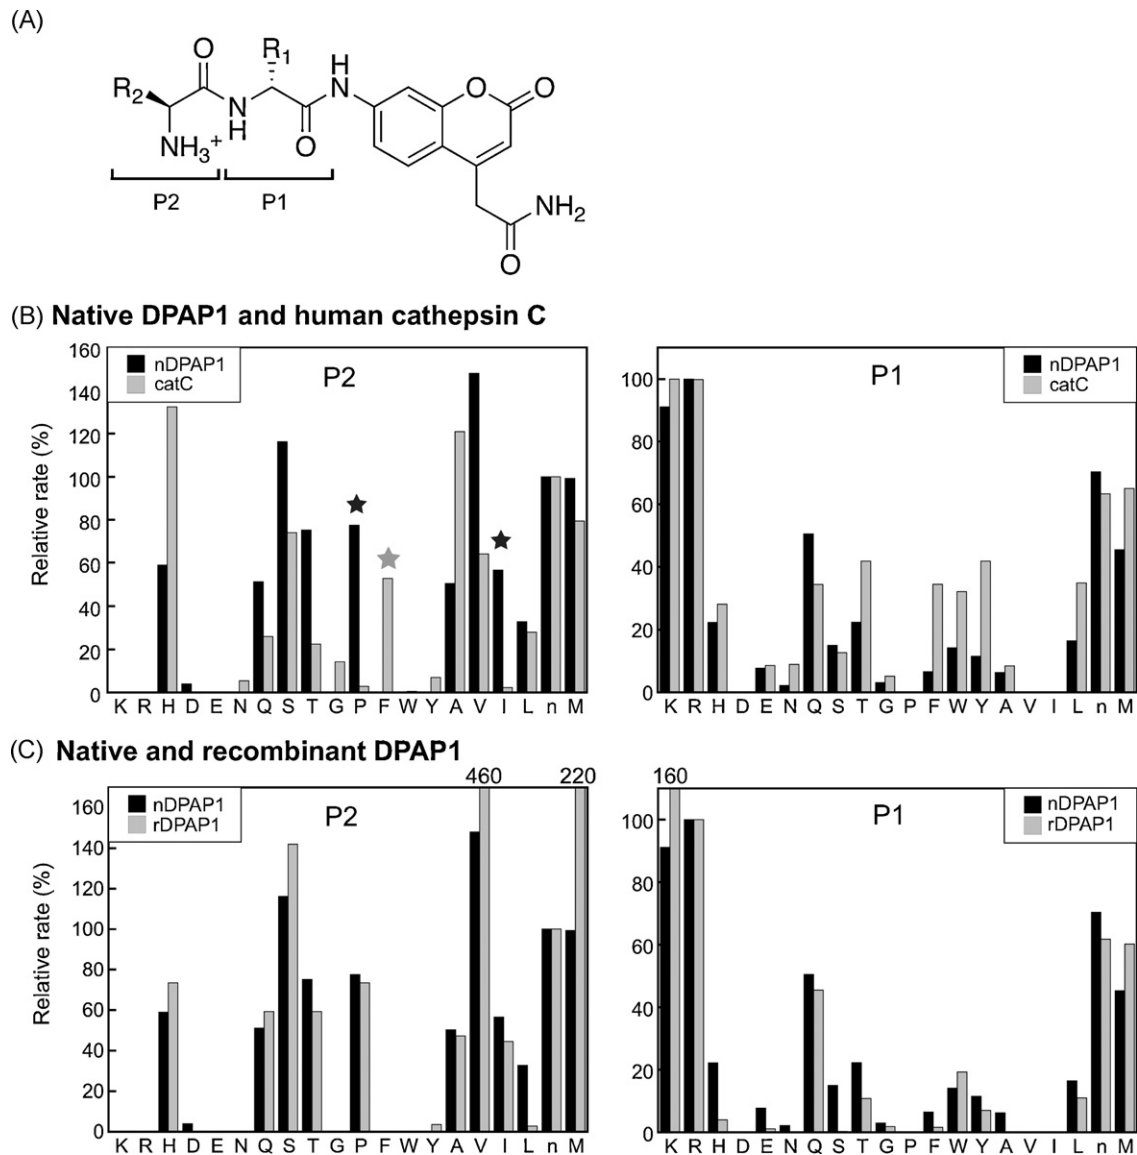 (A)
O R1 H
R2 N O O
N
H
NH3+ O
P2 P1
NH2
O
(B) Native DPAP1 and human cathepsin C
160 nDPAP1 P2 nDPAP1 P1
catC catC
140
120
100 100
80 80
60 60
40 40
20 20
0 0
Relative rate (%)
K R H D E N Q S T G P F W Y A V I L n M K R H D E N Q S T G P F W Y A V I L n M
(C) Native and recombinant DPAP1
460 220 160
160 nDPAP1 P2 nDPAP1 P1
rDPAP1 rDPAP1
140
120
100 100
80 80
60 60
40 40
20 20
0 0
Relative rate (%)
K R H D E N Q S T G P F W Y A V I L n M K R H D E N Q S T G P F W Y A V I L n M